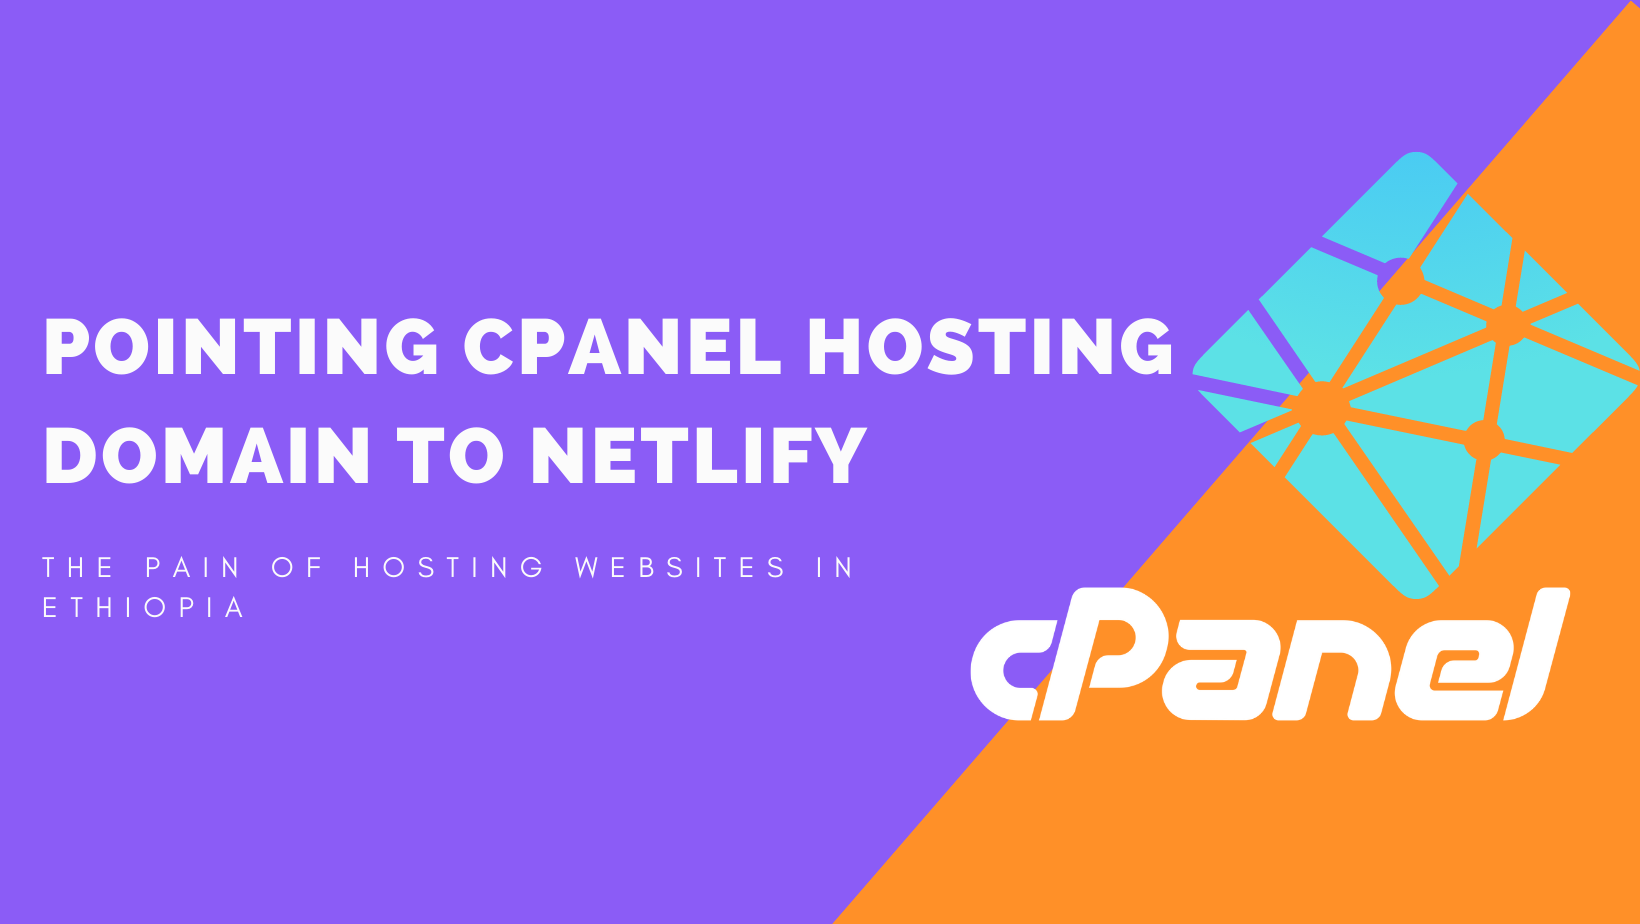 POINTING CPANEL HOSTING
DOMAIN TO NETLIFY
THE PAIN OF HOSTING WEBSITES IN
ETHIOPIA
cPanel